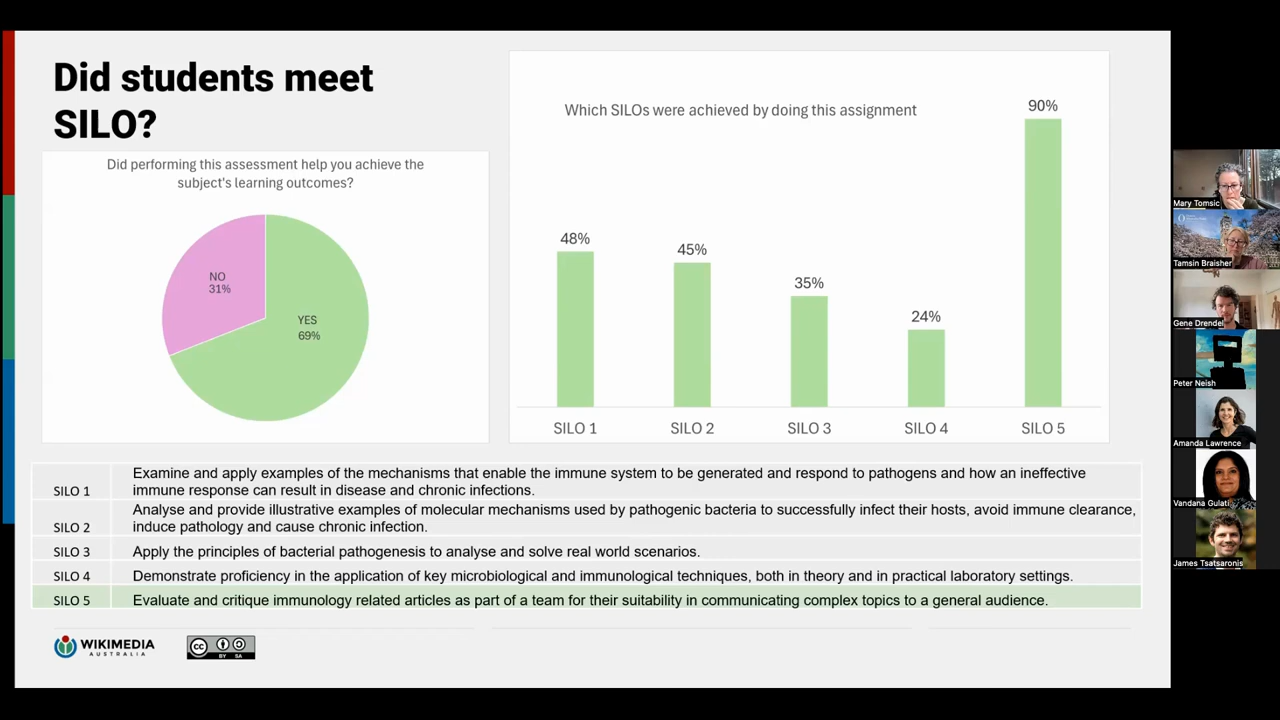 Did students meet
SILO?
Did performing this assessment help you achieve the
subject's learning outcomes?
NO
31%
YES
69%
Which SILOs were achieved by doing this assignment
48%
45%
35%
24%
90%
SILO 1
SILO 2
SILO 3
SILO 4
SILO 5
SILO 1
Examine and apply examples of the mechanisms that enable the immune system to be generated and respond to pathogens and how an ineffective
immune response can result in disease and chronic infections.
SILO 2
Analyse and provide illustrative examples of molecular mechanisms used by pathogenic bacteria to successfully infect their hosts, avoid immune clearance,
induce pathology and cause chronic infection.
SILO 3
Apply the principles of bacterial pathogenesis to analyse and solve real world scenarios.
SILO 4
Demonstrate proficiency in the application of key microbiological and immunological techniques, both in theory and in practical laboratory settings.
SILO 5
Evaluate and critique immunology related articles as part of a team for their suitability in communicating complex topics to a general audience.
WIKIMEDIA
AUSTRALIA
cc
BY SA
Mary Tomsic
Tamsin Braisher
Gene Drendel
Peter Neish
Amanda Lawrence
Vandana Gulati
James Tsatsaronis